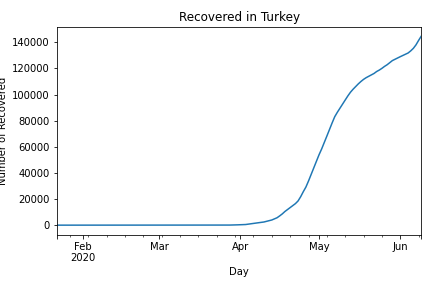 Recovered in Turkey
Number of Recovered
140000
120000
100000
80000
60000
40000
20000
0
Feb
2020
Mar
Apr
May
Jun
Day